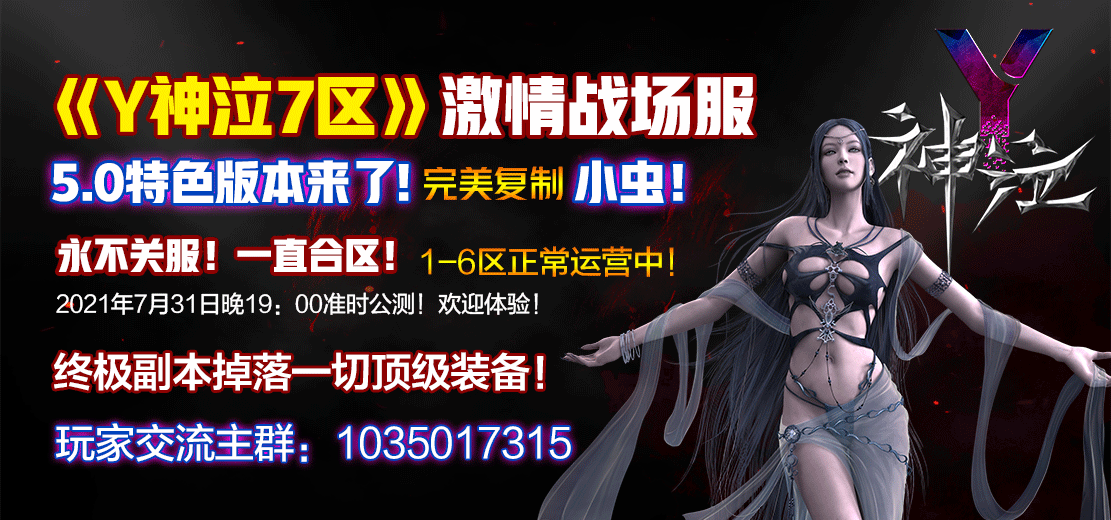 《Y神泣7区》激情战场服
5.0特色版本来了! 完美复制 小虫!
永不关服! 一直合区! 1-6区正常运营中!
2021年7月31日晚19：00准时公测! 欢迎体验!
终极副本掉落一切顶级装备!
玩家交流主群：1035017315
Y
神泣